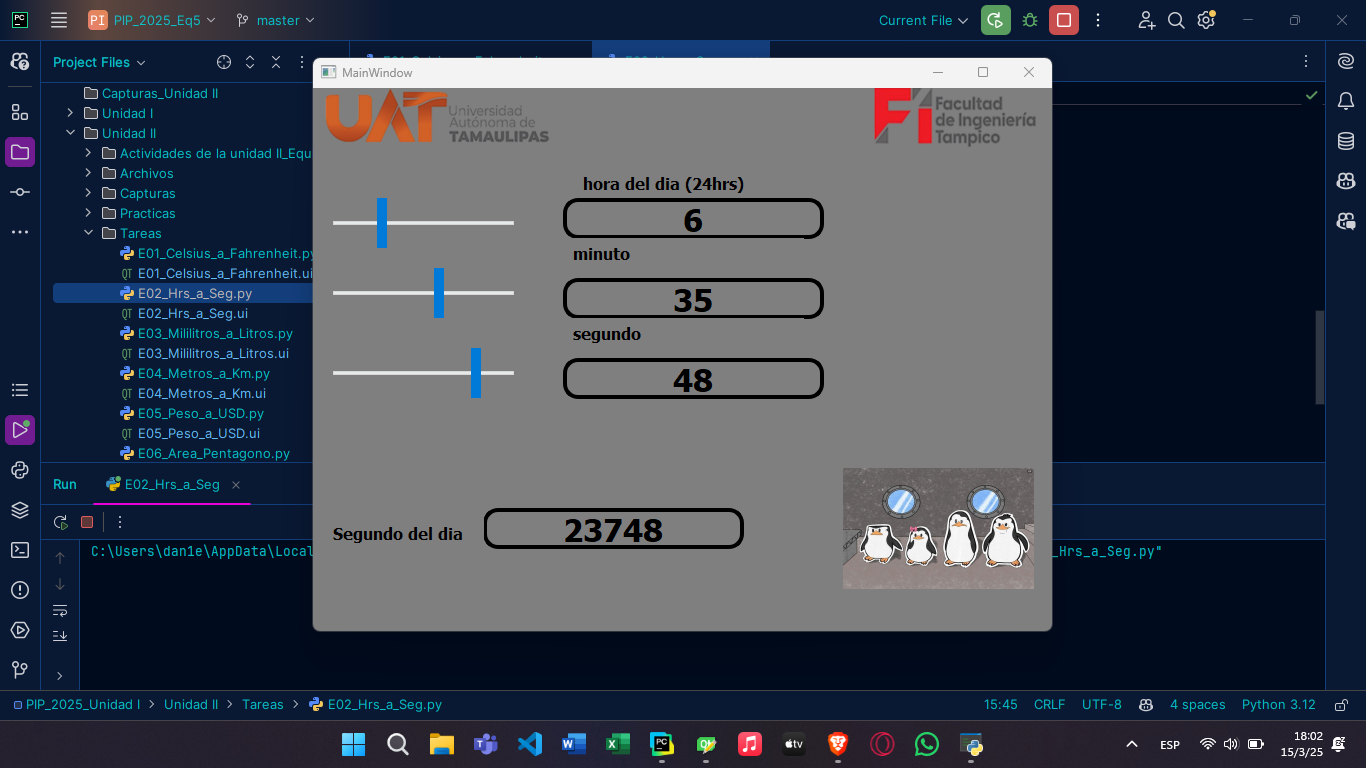 PC
PI
PIP_2025_Eq5
master
Current File
Project Files
Capturas_Unidad II
Unidad I
Unidad II
Actividades de la unidad II_Equ
Archivos
Capturas
Practicas
Tareas
E01_Celsius_a_Fahrenheit.py
QT E01_Celsius_a_Fahrenheit.ui
E02_Hrs_a_Seg.py
QT E02_Hrs_a_Seg.ui
E03_Mililitros_a_Litros.py
QT E03_Mililitros_a_Litros.ui
E04_Metros_a_Km.py
QT E04_Metros_a_Km.ui
E05_Peso_a_USD.py
QT E05_Peso_a_USD.ui
E06_Area_Pentagono.py
MainWindow
UAT
Universidad
Autónoma de
TAMAULIPAS
Facultad
de Ingeniería
Tampico
hora del dia (24hrs)
6
minuto
35
segundo
48
Segundo del dia
23748
Run
E02_Hrs_a_Seg
C:\Users\dan1e\AppData\Local
_Hrs_a_Seg.py"
PIP_2025_Unidad I
Unidad II
Tareas
E02_Hrs_a_Seg.py
15:45
CRLF
UTF-8
4 spaces
Python 3.12
ESP
18:02
15/3/25